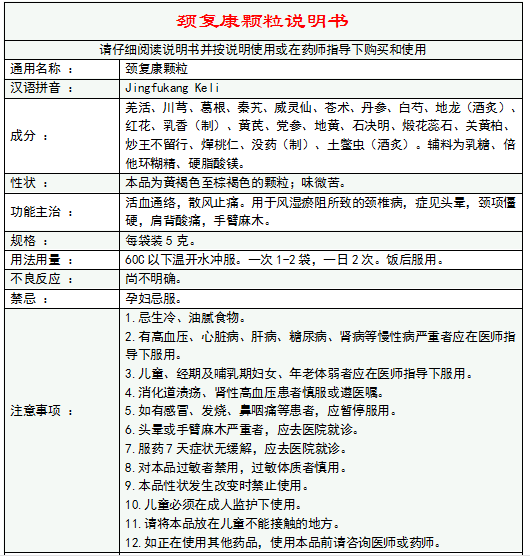 颈复康颗粒说明书
请仔细阅读说明书并按说明使用或在药师指导下购买和使用
通用名称 ： 颈复康颗粒
汉语拼音 ： Jingfukang Keli
成分 ： 羌活、川芎、葛根、秦艽、威灵仙、苍术、丹参、白芍、地龙（酒炙）、
红花、乳香（制）、黄芪、党参、地黄、石决明、煅花蕊石、关黄柏、
炒王不留行、燀桃仁、没药（制）、土鳖虫（酒炙）。辅料为乳糖、倍
他环糊精、硬脂酸镁。
性状 ： 本品为黄褐色至棕褐色的颗粒；味微苦。
功能主治 ： 活血通络，散风止痛。用于风湿瘀阻所致的颈椎病，症见头晕，颈项僵
硬，肩背酸痛，手臂麻木。
规格 ： 每袋装 5 克。
用法用量 ： 60C 以下温开水冲服。一次 1-2 袋，一日 2 次。饭后服用。
不良反应 ： 尚不明确。
禁忌 ： 孕妇忌服。
注意事项 ： 1.忌生冷、油腻食物。
2.有高血压、心脏病、肝病、糖尿病、肾病等慢性病严重者应在医师指
导下服用。
3.儿童、经期及哺乳期妇女、年老体弱者应在医师指导下服用。
4.消化道溃疡、肾性高血压患者慎服或遵医嘱。
5.如有感冒、发烧、鼻咽痛等患者，应暂停服用。
6.头晕或手臂麻木严重者，应去医院就诊。
7.服药 7 天症状无缓解，应去医院就诊。
8.对本品过敏者禁用，过敏体质者慎用。
9.本品性状发生改变时禁止使用。
10.儿童必须在成人监护下使用。
11.请将本品放在儿童不能接触的地方。
12.如正在使用其他药品，使用本品前请咨询医师或药师。